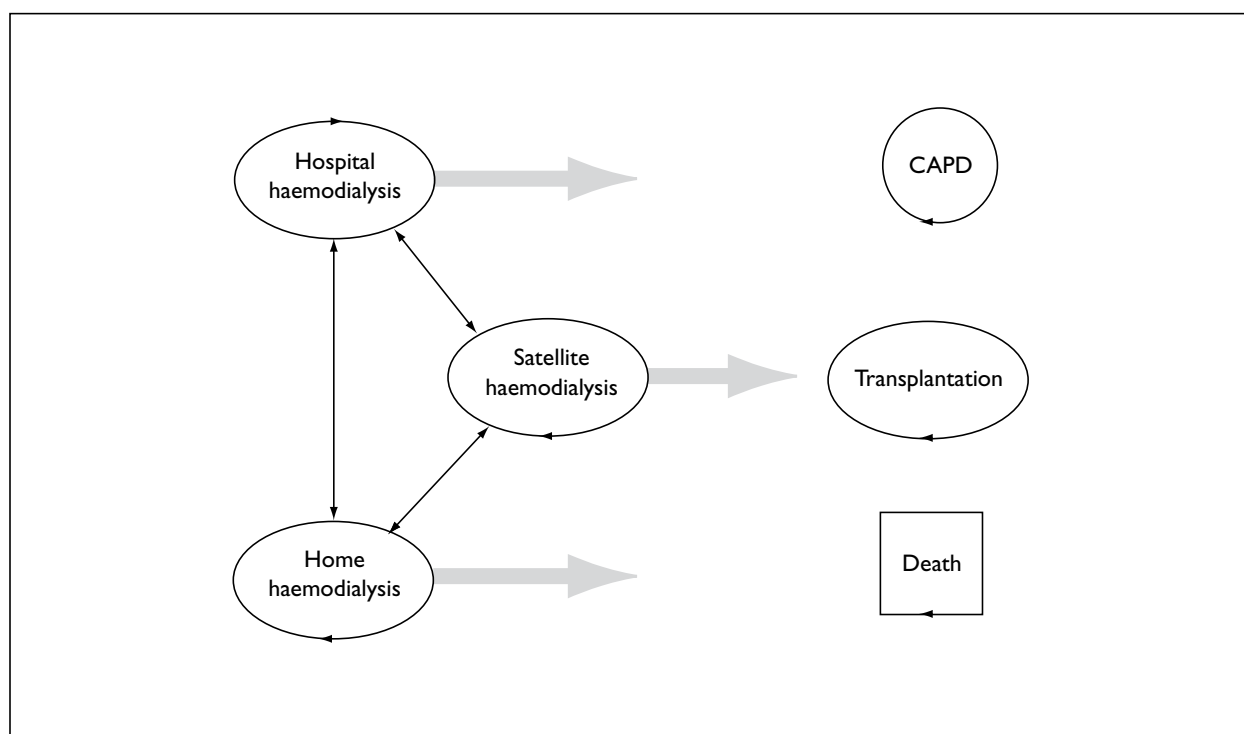 Hospital
haemodialysis
CAPD
Satellite
haemodialysis
Transplantation
Home
haemodialysis
Death